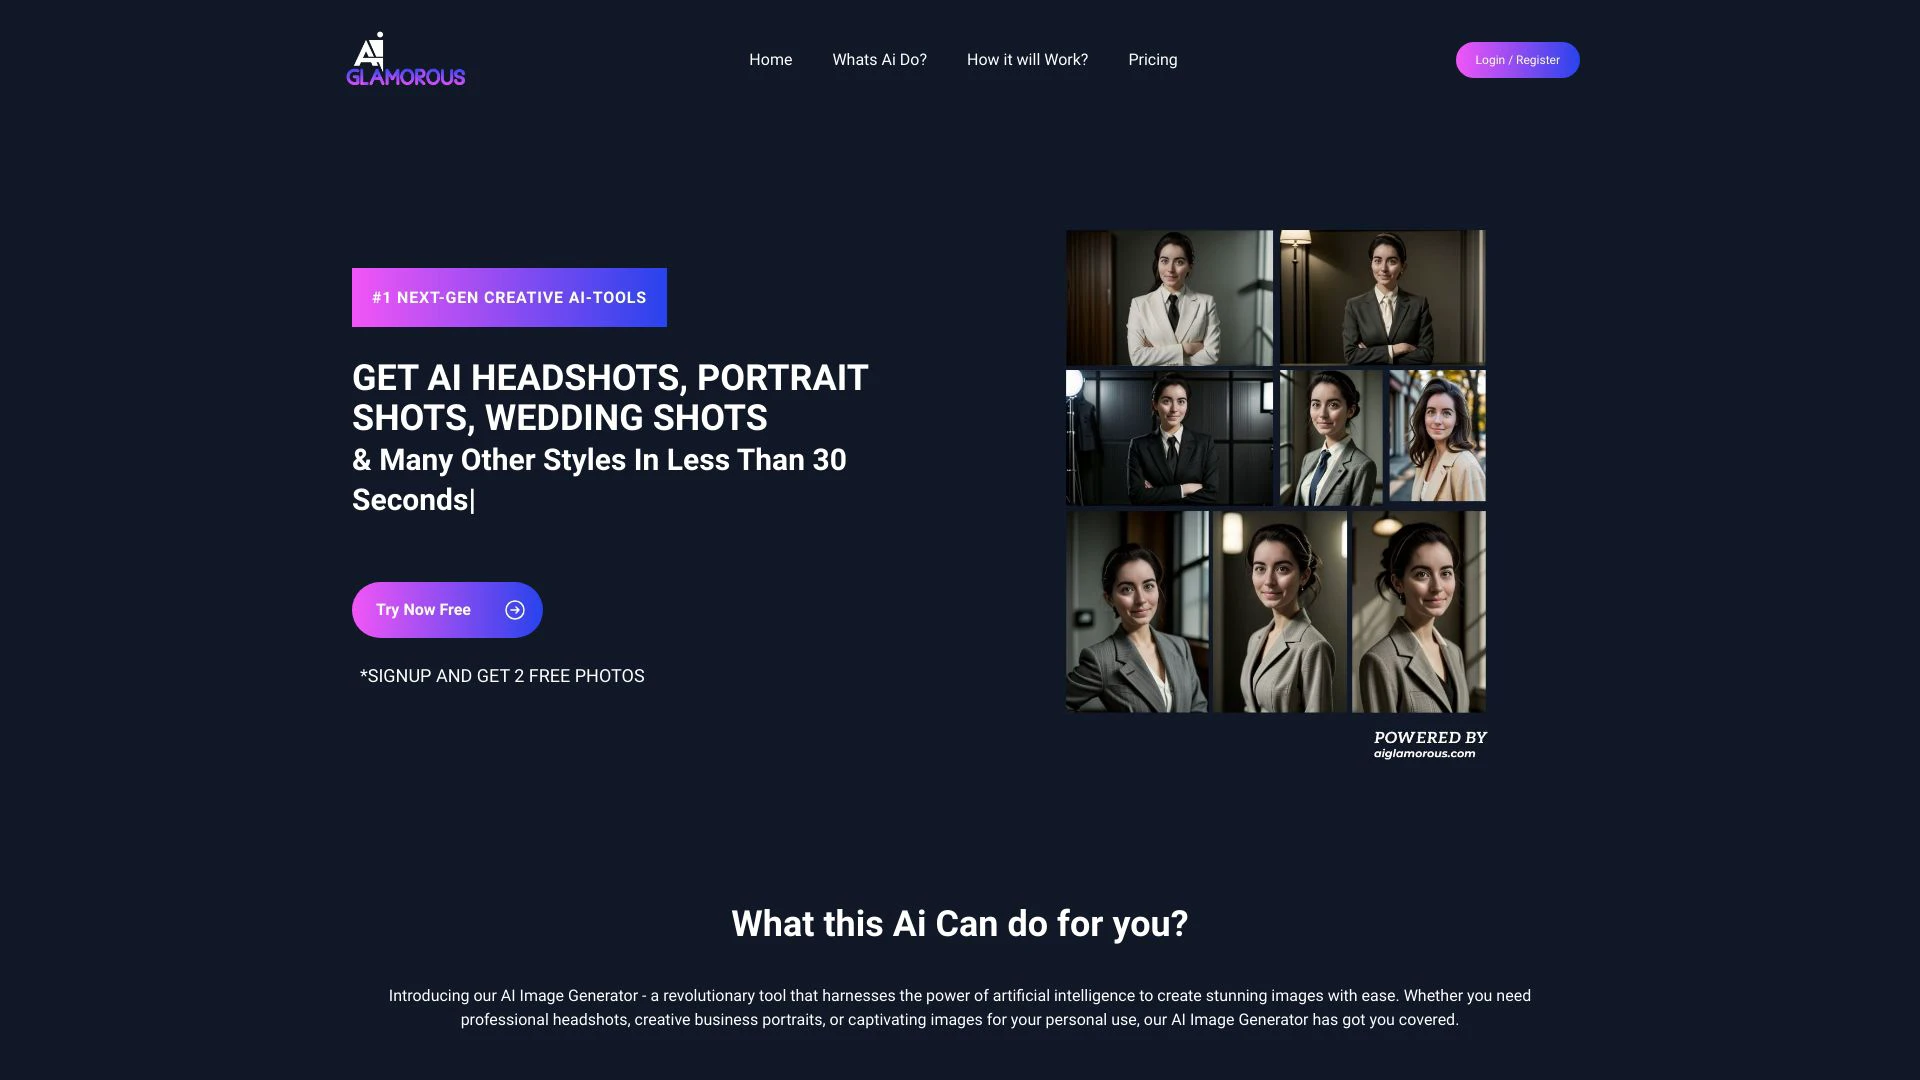 Ai
GLAMOROUS
Home
Whats Ai Do?
How it will Work?
Pricing
Login / Register
#1 NEXT-GEN CREATIVE AI-TOOLS
GET AI HEADSHOTS, PORTRAIT
SHOTS, WEDDING SHOTS
& Many Other Styles In Less Than 30
Seconds|
Try Now Free
*SIGNUP AND GET 2 FREE PHOTOS
POWERED BY
aiglamorous.com
What this Ai Can do for you?
Introducing our AI Image Generator - a revolutionary tool that harnesses the power of artificial intelligence to create stunning images with ease. Whether you need
professional headshots, creative business portraits, or captivating images for your personal use, our AI Image Generator has got you covered.